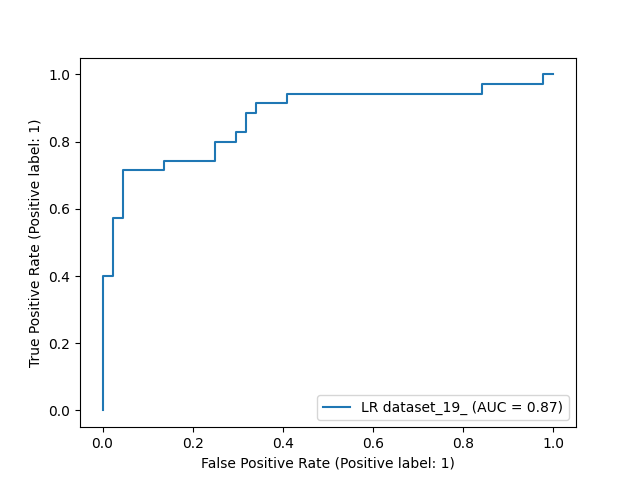 1.0
0.8
0.6
0.4
0.2
0.0
True Positive Rate (Positive label: 1)
LR dataset_19_ (AUC = 0.87)
0.0 0.2 0.4 0.6 0.8 1.0
False Positive Rate (Positive label: 1)